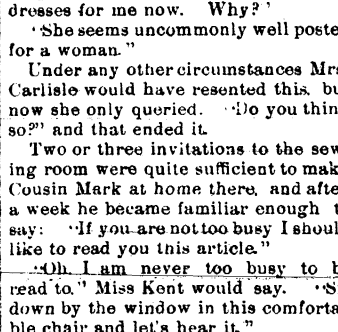 dresses for me now. Why?'
"She seems uncommonly well poste
for a woman."
Under any other circumstances Mrs
Carlisle would have resented this, bu
now she only queried. "Do you thin
so?" and that ended it.
Two or three invitations to the sew
ing room were quite sufficient to mak
Cousin Mark at home there, and afte
a week he became familiar enough t
say: "If you are not too busy I shoul
like to read you this article."
"Oh, I am never too busy to b
read to," Miss Kent would say. "S
down by the window in this comforta
ble chair and let's hear it."